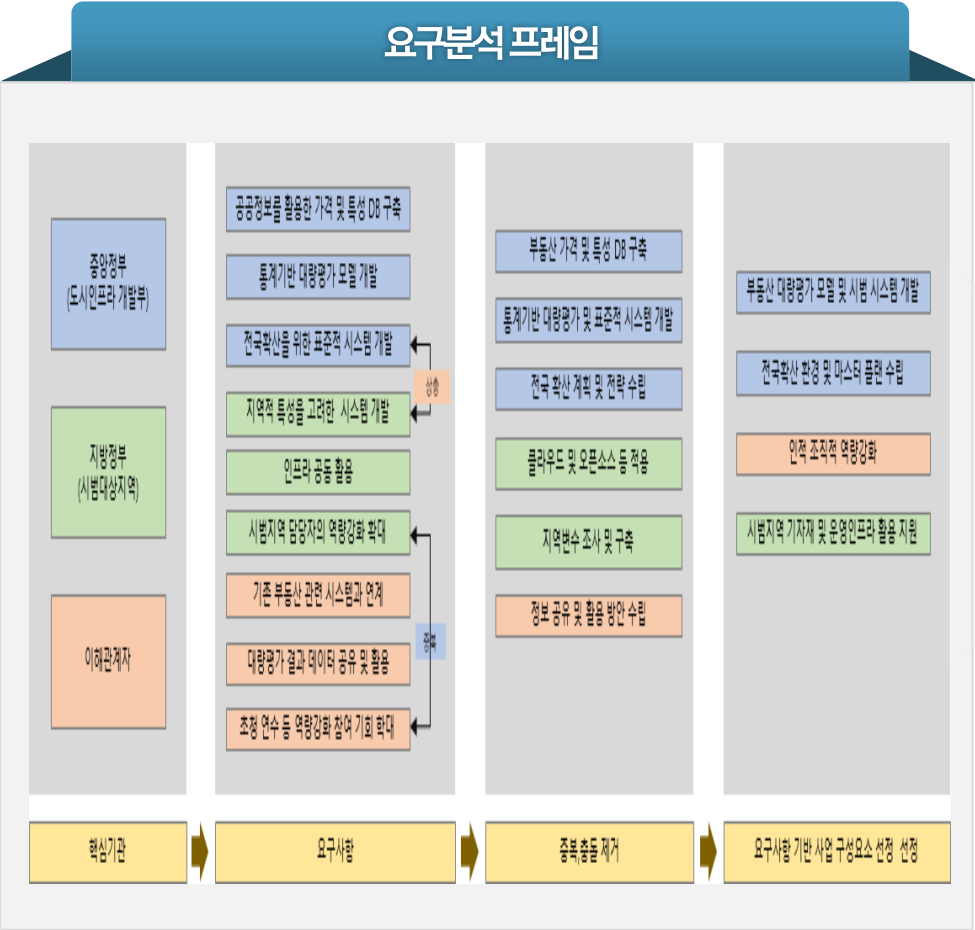 요구분석 프레임
중앙정부
(도시인프라 개발부)
지방정부
(시범대상지역)
이해관계자
핵심기관
공공정보를 활용한 가격 및 특성 DB 구축
통계기반 대량평가 모델 개발
전국확산을 위한 표준적 시스템 개발
상충
지역적 특성을 고려한 시스템 개발
인프라 공동 활용
시범지역 담당자의 역량강화 확대
기존 부동산 관련 시스템과 연계
중복
대량평가 결과 데이터 공유 및 활용
초청 연수 등 역량강화 참여 기회 확대
요구사항
부동산 가격 및 특성 DB 구축
통계기반 대량평가 및 표준적 시스템 개발
전국 확산 계획 및 전략 수립
클라우드 및 오픈소스 등 적용
지역변수 조사 및 구축
정보 공유 및 활용 방안 수립
중복,충돌 제거
부동산 대량평가 모델 및 시범 시스템 개발
전국확산 환경 및 마스터 플랜 수립
인적 조직적 역량강화
시범지역 기자재 및 운영인프라 활용 지원
요구사항 기반 사업 구성요소 선정 선정